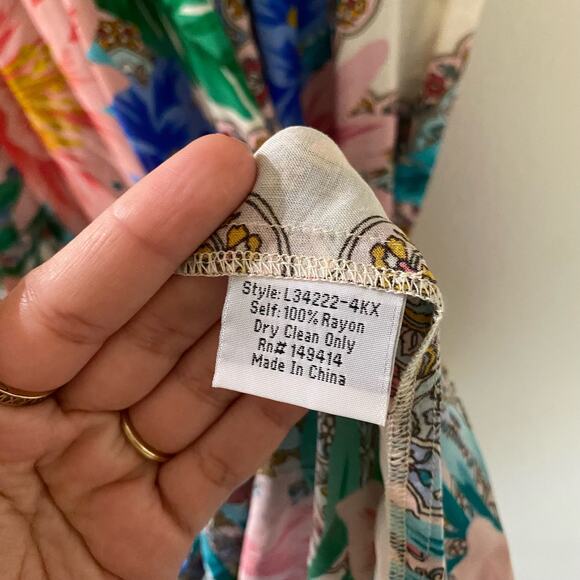 Style: L34222-4KX
Self: 100% Rayon
Dry Clean Only
Rn# 149414
Made In China